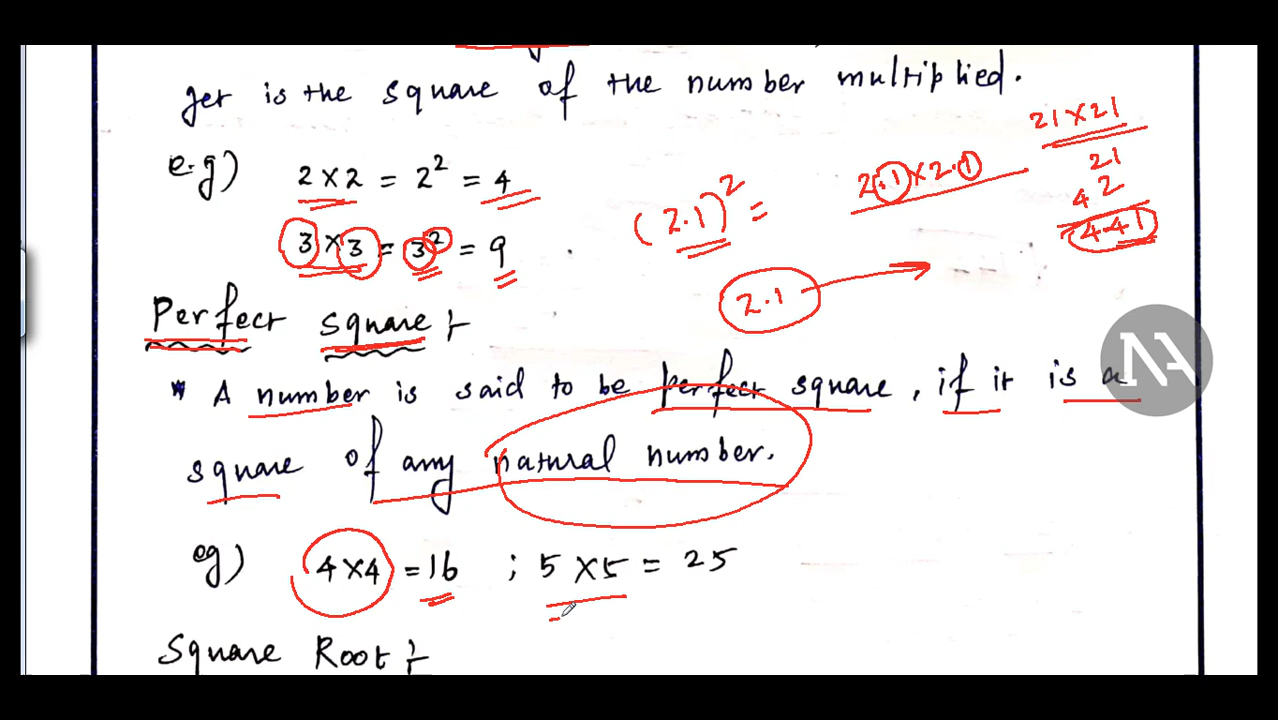 get is the square of the number multiplied.
e.g) 2 × 2 = 2² = 4
3 × 3 = 3² = 9
(2.1)² =
2.1 × 2.1
21 × 21
21
42
441
2.1
Perfect square :-
* A number is said to be perfect square, if it is a
square of any natural number.
eg) 4×4 = 16 ; 5×5 = 25
Square Root :-
NA